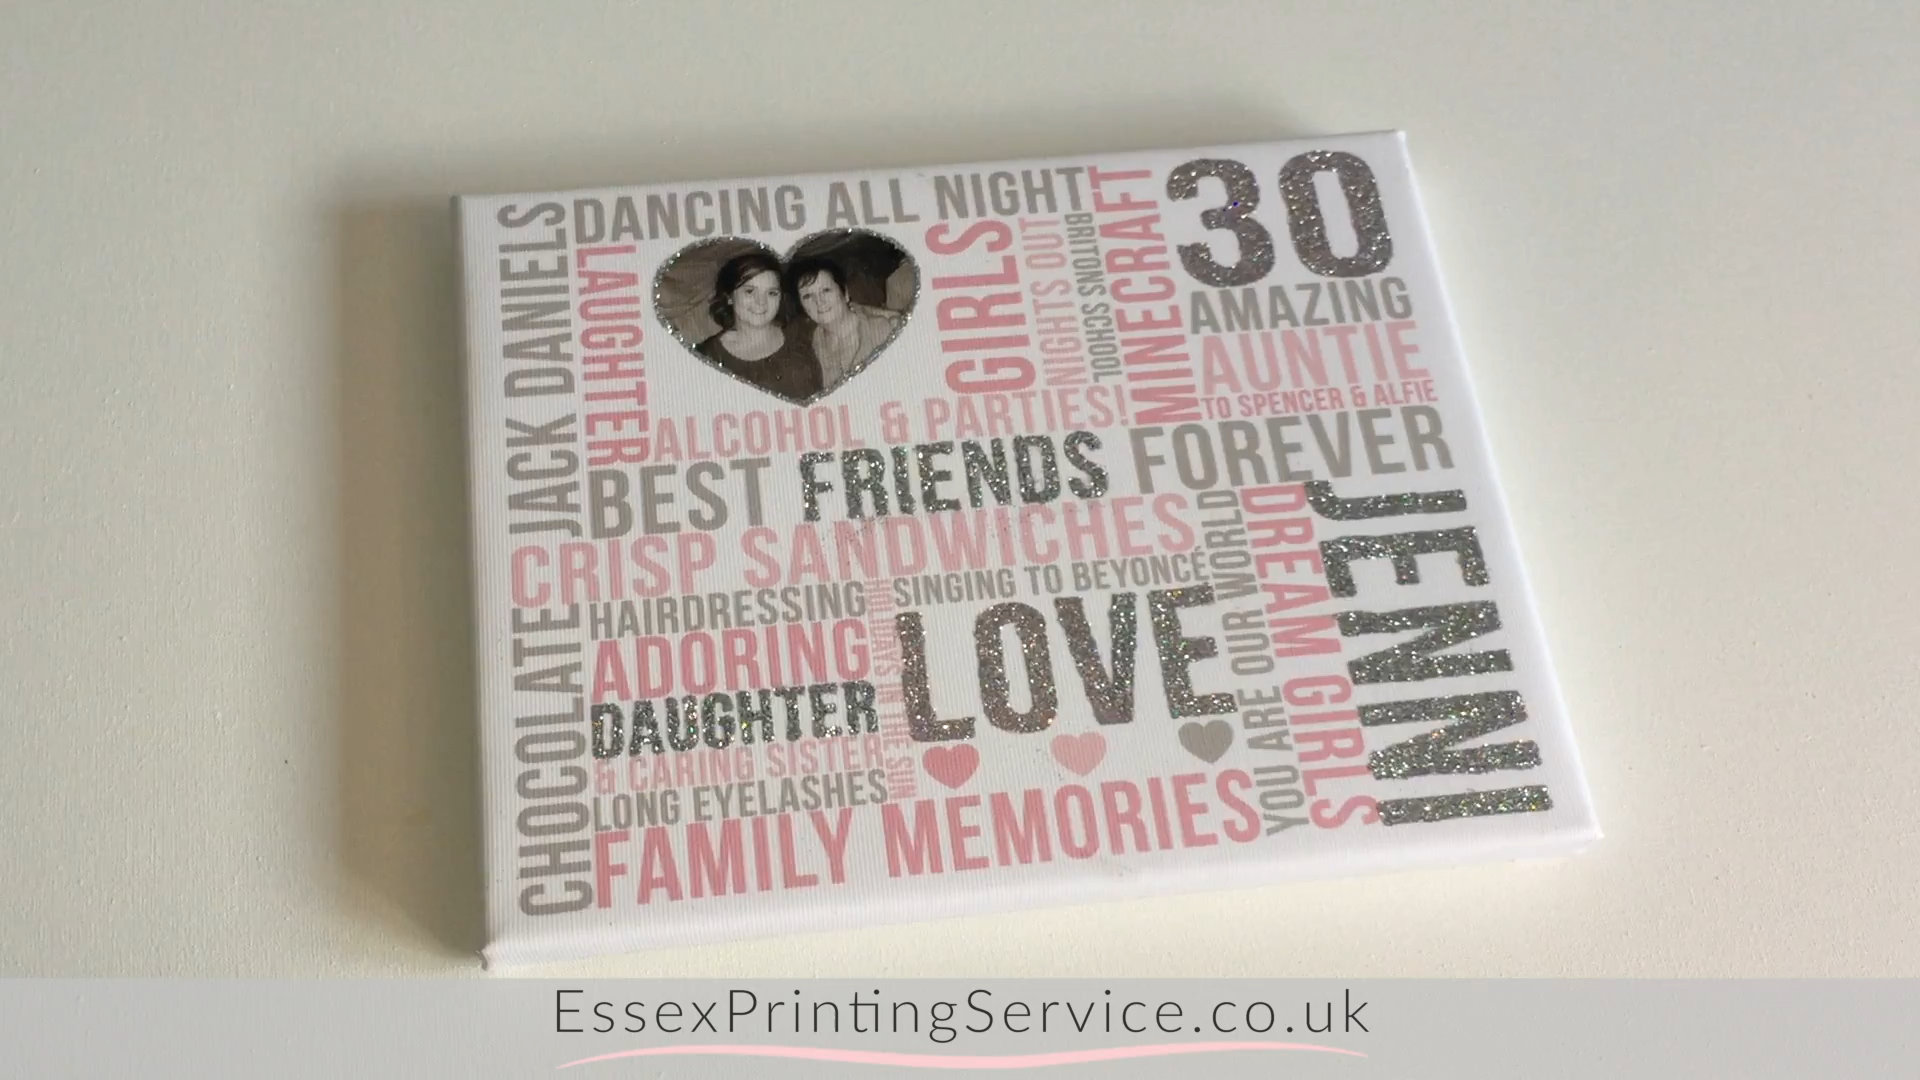 JACK DANIELS
DANCING ALL NIGHT
LAUGHTER
GIRLS
NIGHTS OUT
BRITONS SCHOOL
MINECRAFT
30
AMAZING
AUNTIE
TO SPENCER & ALFIE
ALCOHOL & PARTIES!
BEST FRIENDS FOREVER
CRISP SANDWICHES
CHOCOLATE
HAIRDRESSING
HOLIDAYS IN THE SUN
SINGING TO BEYONCÉ
ADORING
DAUGHTER
& CARING SISTER
LONG EYELASHES
LOVE
YOU ARE OUR WORLD
DREAM GIRLS
JENNI
FAMILY MEMORIES
EssexPrintingService.co.uk